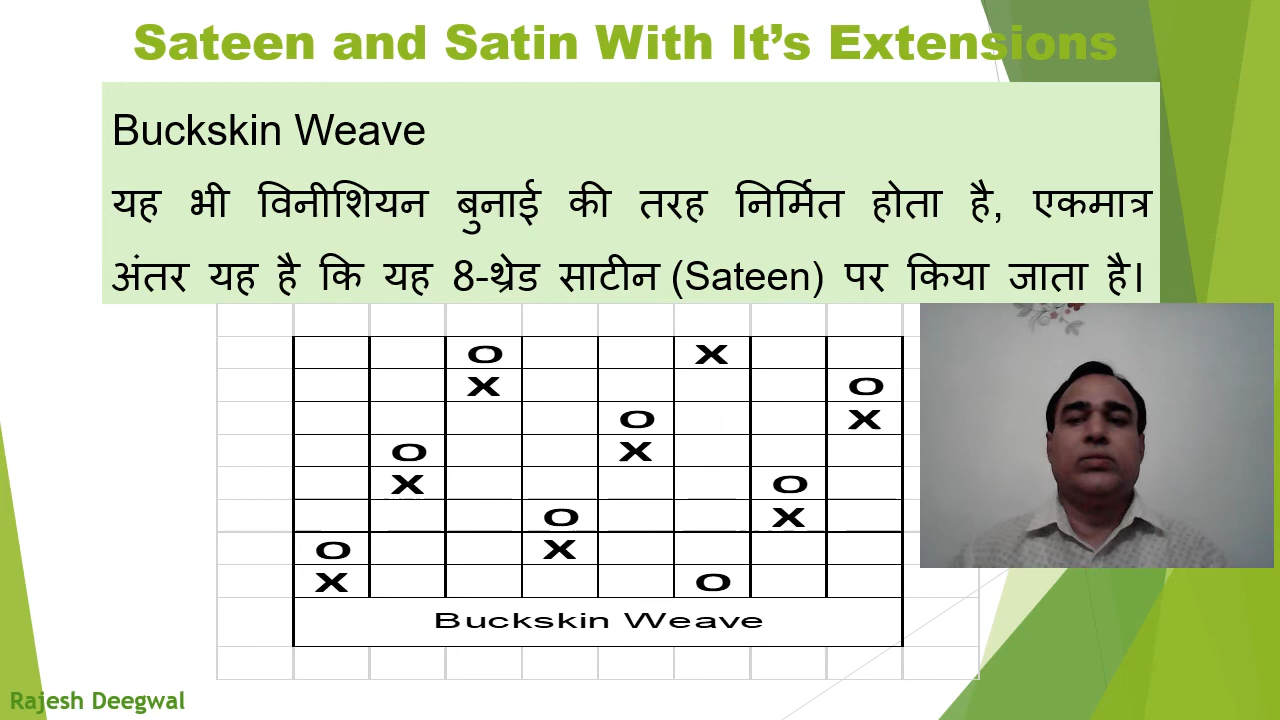 Sateen and Satin With It’s Extensions
Buckskin Weave
यह भी विनीशियन बुनाई की तरह निर्मित होता है, एकमात्र
अंतर यह है कि यह 8-थ्रेड साटीन (Sateen) पर किया जाता है।
O X
X O
O X
O X
X O
O X
O X
X O
Buckskin Weave
Rajesh Deegwal